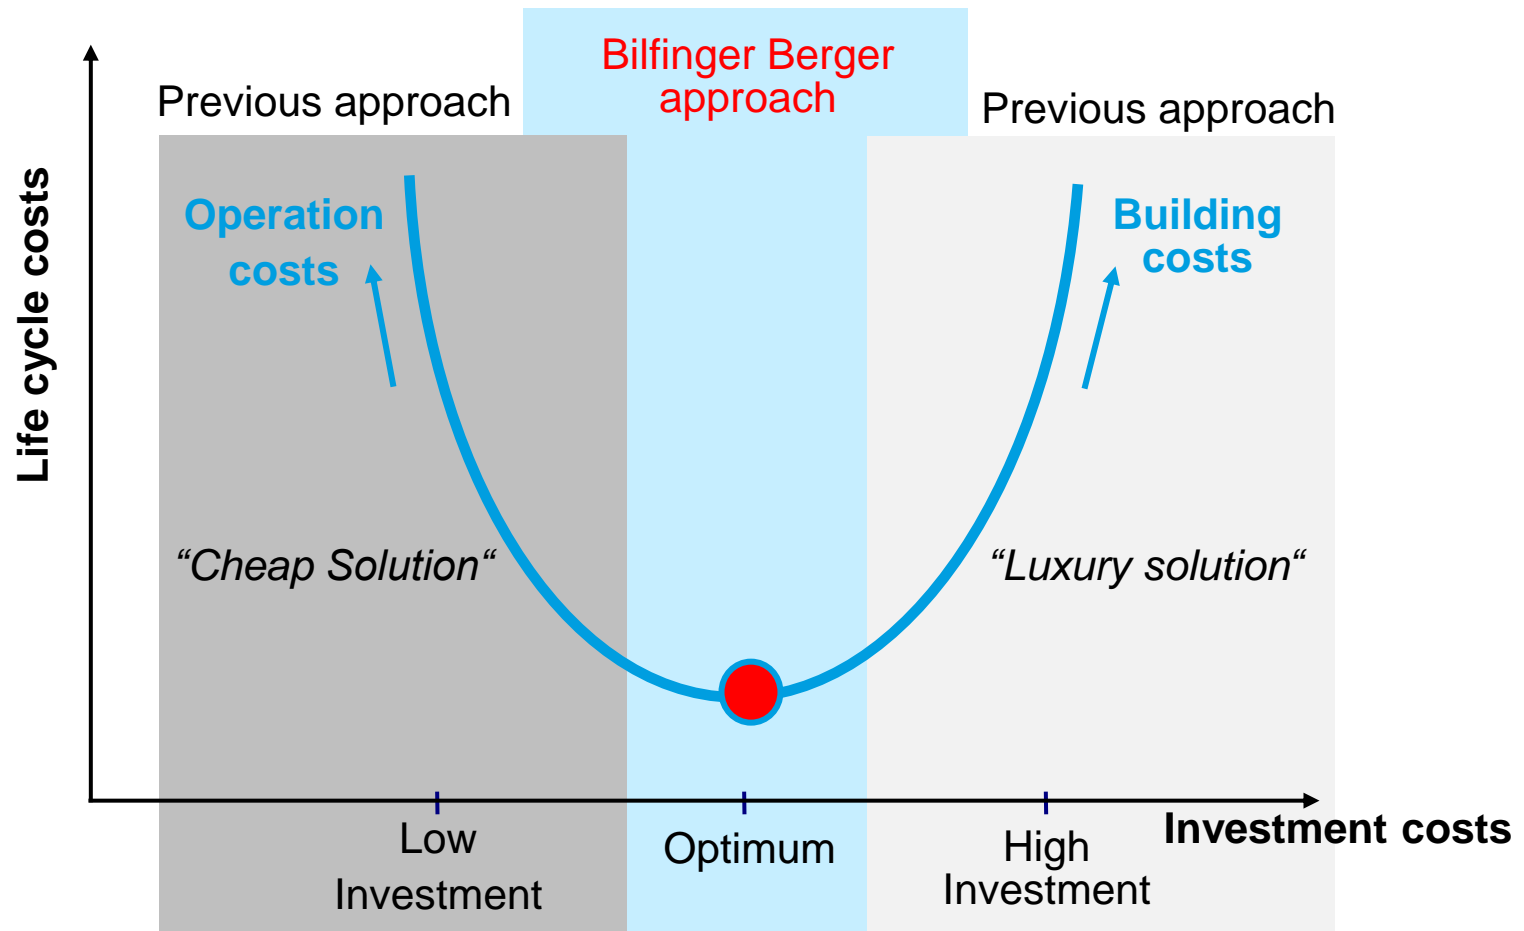 Bilfinger Berger
approach
Previous approach
Previous approach
Operation
costs
Building
costs
Life cycle costs
“Cheap Solution“
“Luxury solution“
Low
Investment
Optimum
High
Investment
Investment costs